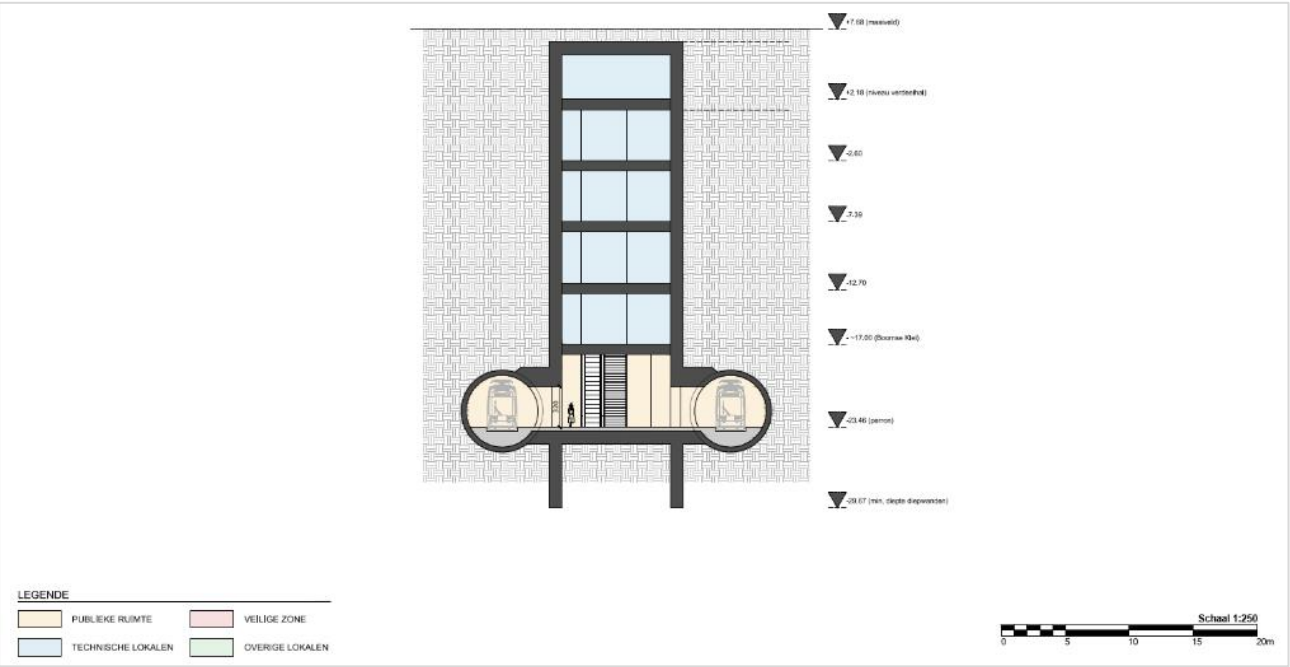 +7.68 (maaiveld)
+2.18 (niveau verdeelhal)
-2.60
-7.39
-12.70
- ~17.00 (Boomse Klei)
320
-23.46 (perron)
-29.67 (min. diepte diepwanden)
LEGENDE
PUBLIEKE RUIMTE
VEILIGE ZONE
TECHNISCHE LOKALEN
OVERIGE LOKALEN
Schaal 1:250
0 5 10 15 20m